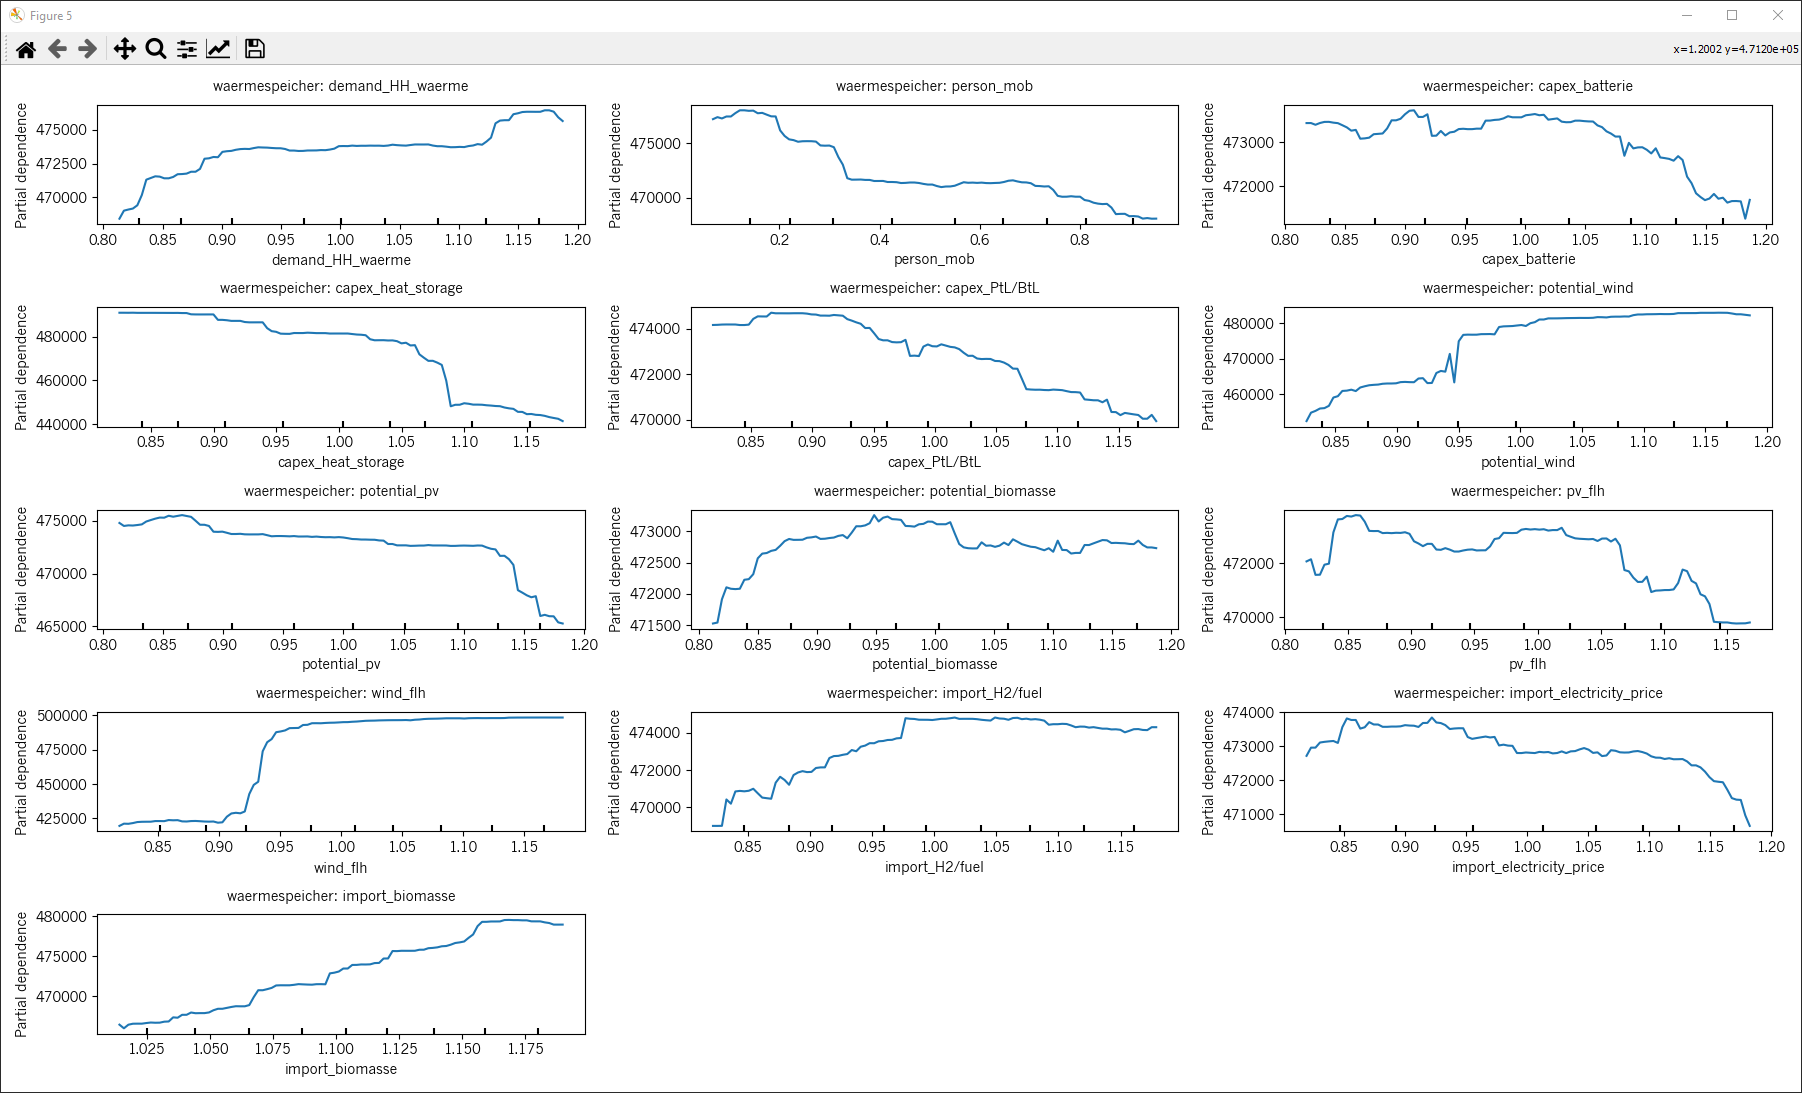 Figure 5
x=1.2002 y=4.7120e+05
waermespeicher: demand_HH_waerme
Partial dependence
475000
472500
470000
0.80 0.85 0.90 0.95 1.00 1.05 1.10 1.15 1.20
demand_HH_waerme
waermespeicher: person_mob
Partial dependence
475000
470000
0.2 0.4 0.6 0.8
person_mob
waermespeicher: capex_batterie
Partial dependence
473000
472000
0.80 0.85 0.90 0.95 1.00 1.05 1.10 1.15 1.20
capex_batterie
waermespeicher: capex_heat_storage
Partial dependence
480000
460000
440000
0.85 0.90 0.95 1.00 1.05 1.10 1.15
capex_heat_storage
waermespeicher: capex_PtL/BtL
Partial dependence
474000
472000
470000
0.85 0.90 0.95 1.00 1.05 1.10 1.15
capex_PtL/BtL
waermespeicher: potential_wind
Partial dependence
480000
470000
460000
0.85 0.90 0.95 1.00 1.05 1.10 1.15 1.20
potential_wind
waermespeicher: potential_pv
Partial dependence
475000
470000
465000
0.80 0.85 0.90 0.95 1.00 1.05 1.10 1.15 1.20
potential_pv
waermespeicher: potential_biomasse
Partial dependence
473000
472500
472000
471500
0.80 0.85 0.90 0.95 1.00 1.05 1.10 1.15 1.20
potential_biomasse
waermespeicher: pv_flh
Partial dependence
472000
470000
0.80 0.85 0.90 0.95 1.00 1.05 1.10 1.15
pv_flh
waermespeicher: wind_flh
Partial dependence
500000
475000
450000
425000
0.85 0.90 0.95 1.00 1.05 1.10 1.15
wind_flh
waermespeicher: import_H2/fuel
Partial dependence
474000
472000
470000
0.85 0.90 0.95 1.00 1.05 1.10 1.15
import_H2/fuel
waermespeicher: import_electricity_price
Partial dependence
474000
473000
472000
471000
0.85 0.90 0.95 1.00 1.05 1.10 1.15 1.20
import_electricity_price
waermespeicher: import_biomasse
Partial dependence
480000
475000
470000
1.025 1.050 1.075 1.100 1.125 1.150 1.175
import_biomasse